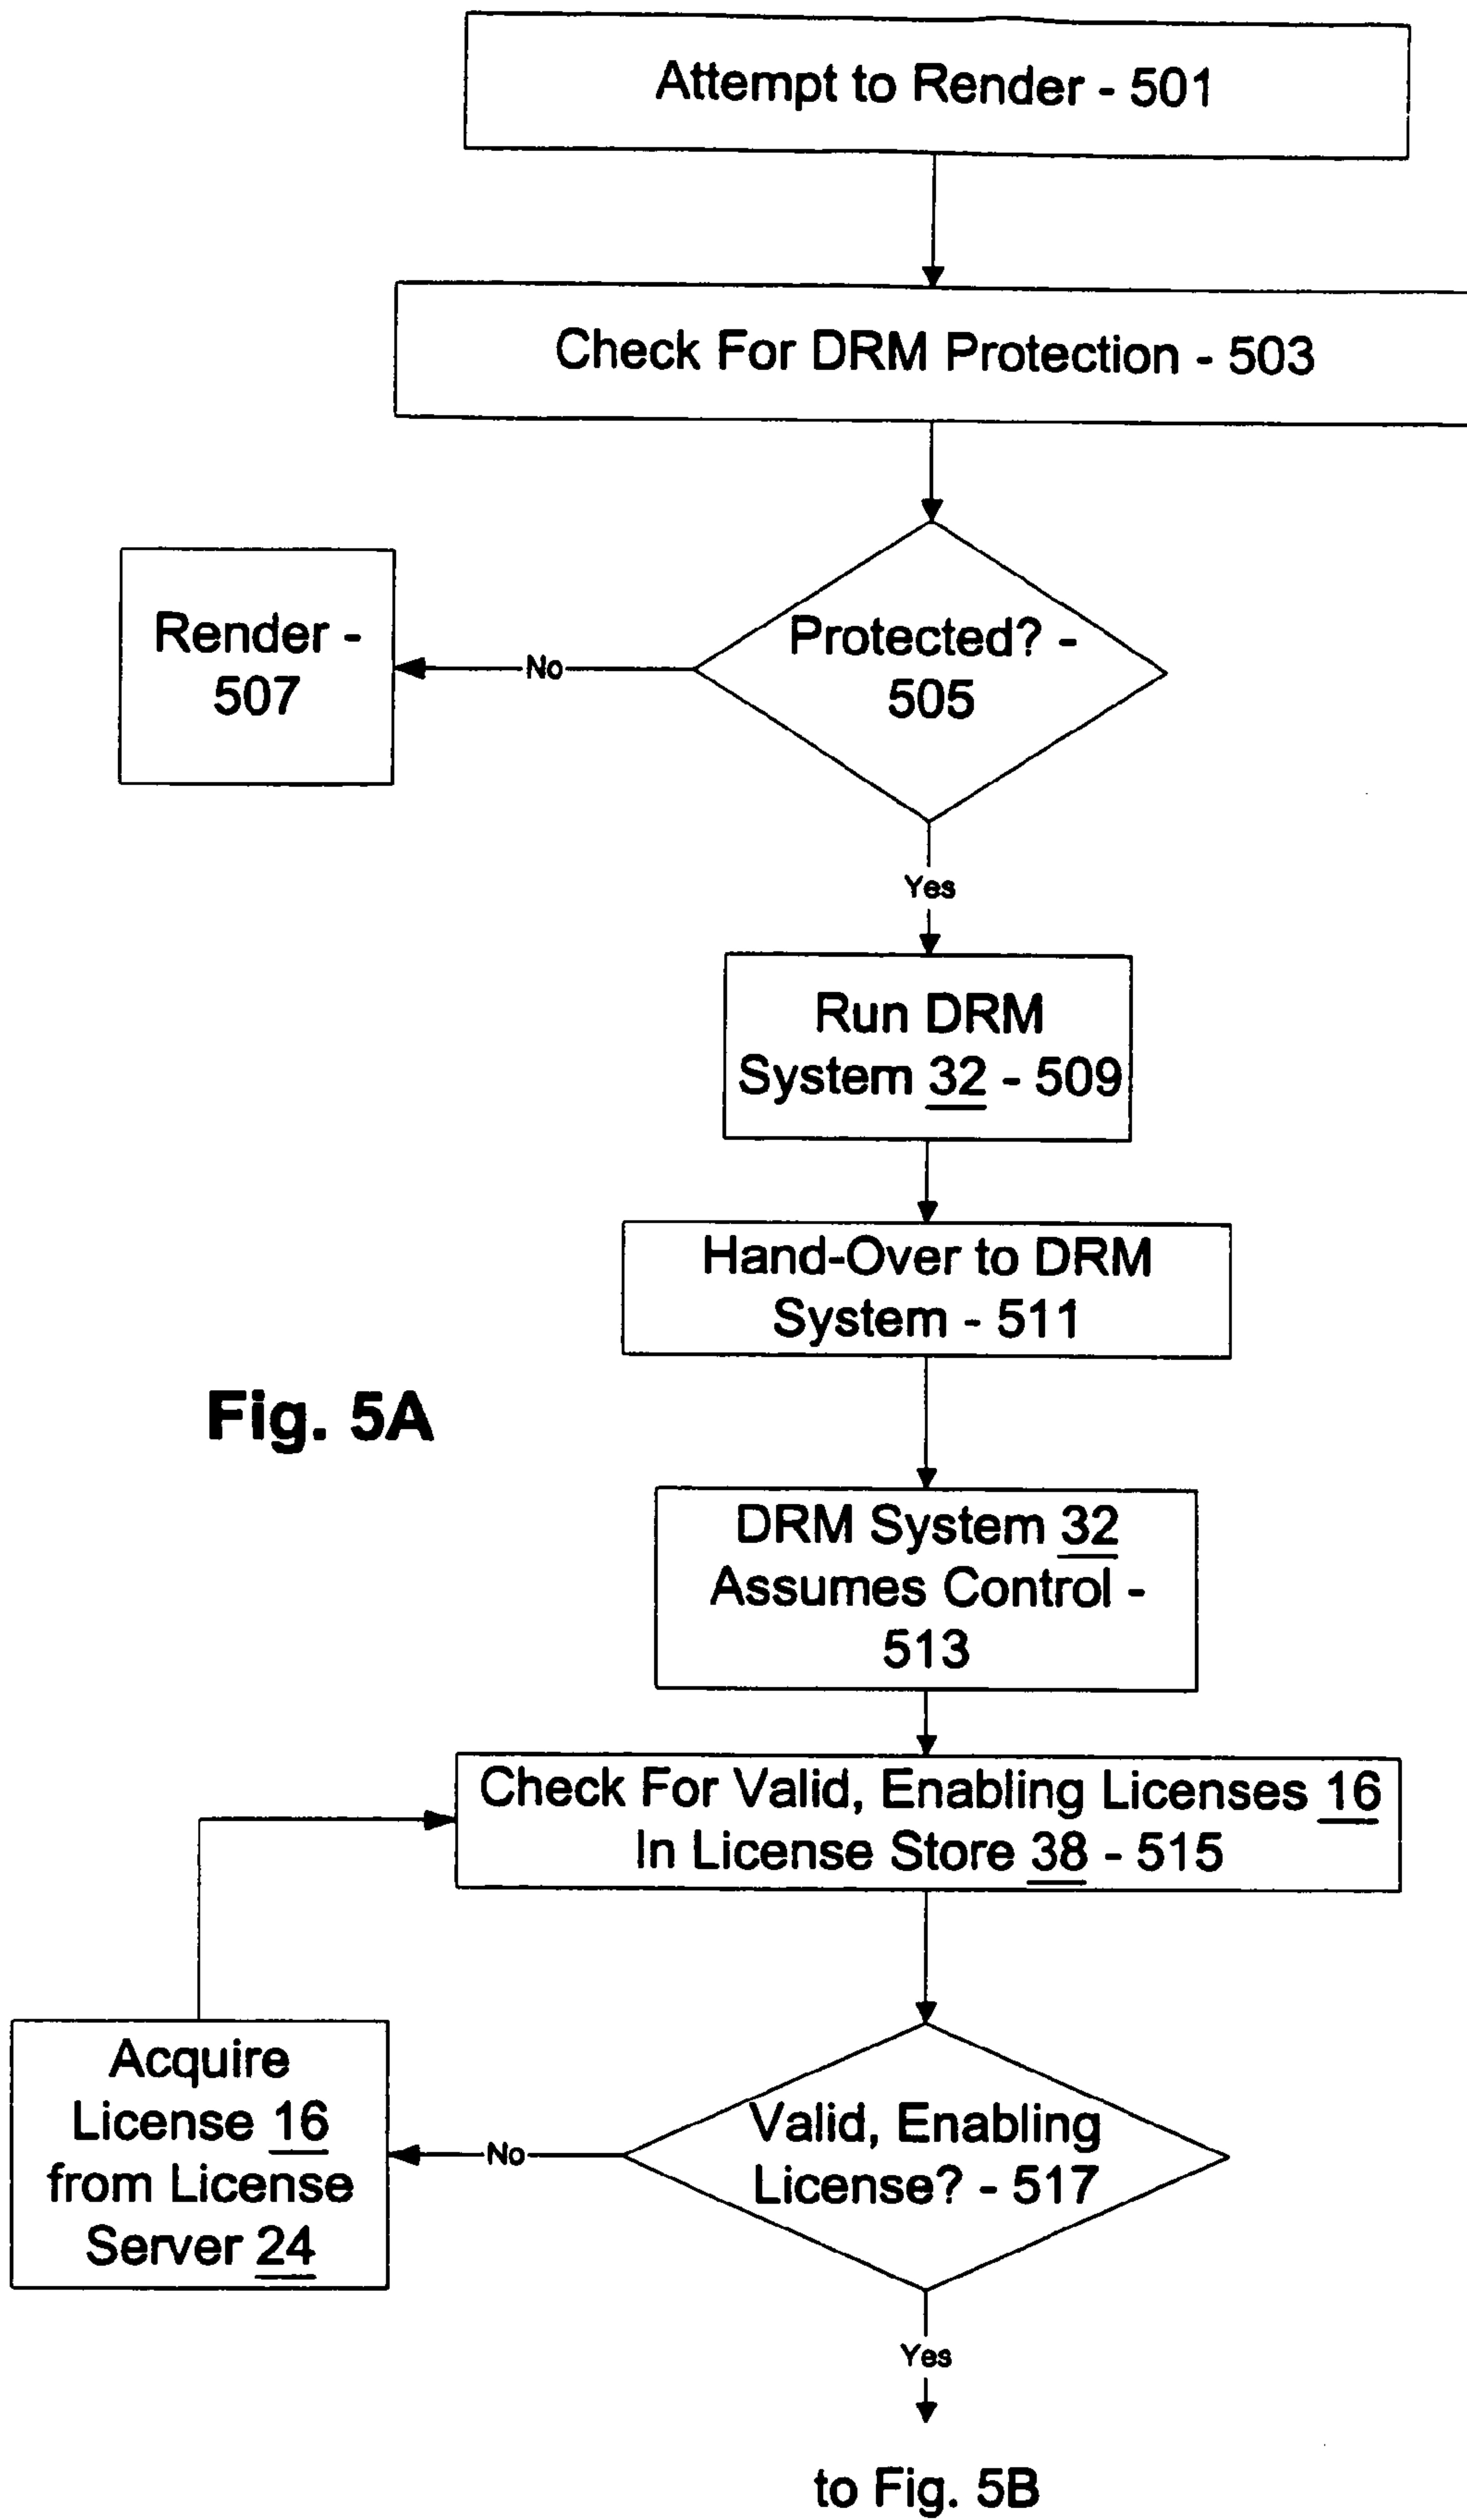 Attempt to Render - 501
Check For DRM Protection - 503
Protected? -
505
No
Render -
507
Yes
Run DRM
System 32 - 509
Hand-Over to DRM
System - 511
Fig. 5A
DRM System 32
Assumes Control -
513
Check For Valid, Enabling Licenses 16
In License Store 38 - 515
Valid, Enabling
License? - 517
No
Acquire
License 16
from License
Server 24
Yes
to Fig. 5B